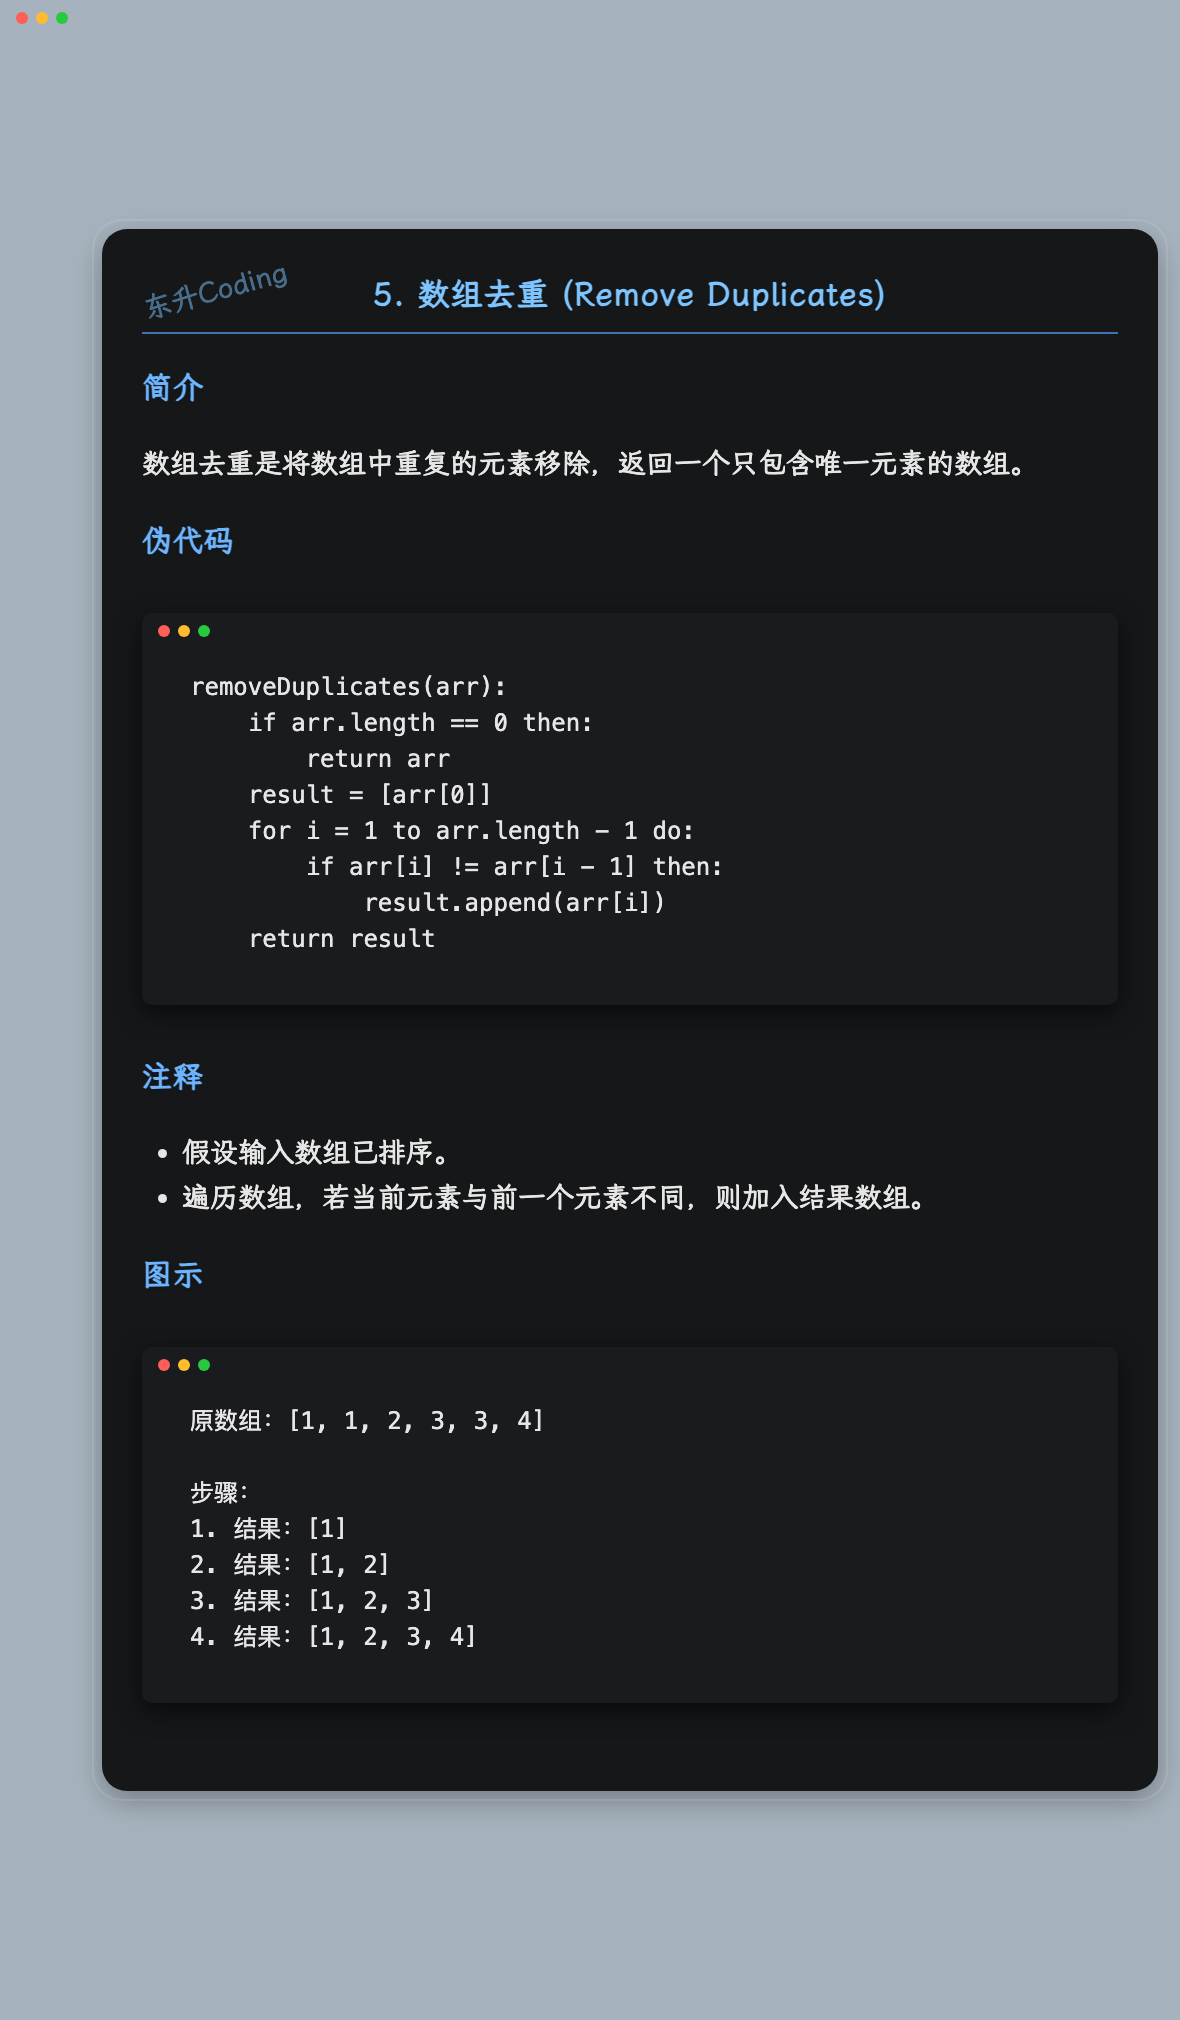 东升Coding
5. 数组去重 (Remove Duplicates)
简介
数组去重是将数组中重复的元素移除，返回一个只包含唯一元素的数组。
伪代码
removeDuplicates(arr):
    if arr.length == 0 then:
        return arr
    result = [arr[0]]
    for i = 1 to arr.length - 1 do:
        if arr[i] != arr[i - 1] then:
            result.append(arr[i])
    return result
注释
• 假设输入数组已排序。
• 遍历数组，若当前元素与前一个元素不同，则加入结果数组。
图示
原数组：[1, 1, 2, 3, 3, 4]
步骤：
1. 结果：[1]
2. 结果：[1, 2]
3. 结果：[1, 2, 3]
4. 结果：[1, 2, 3, 4]